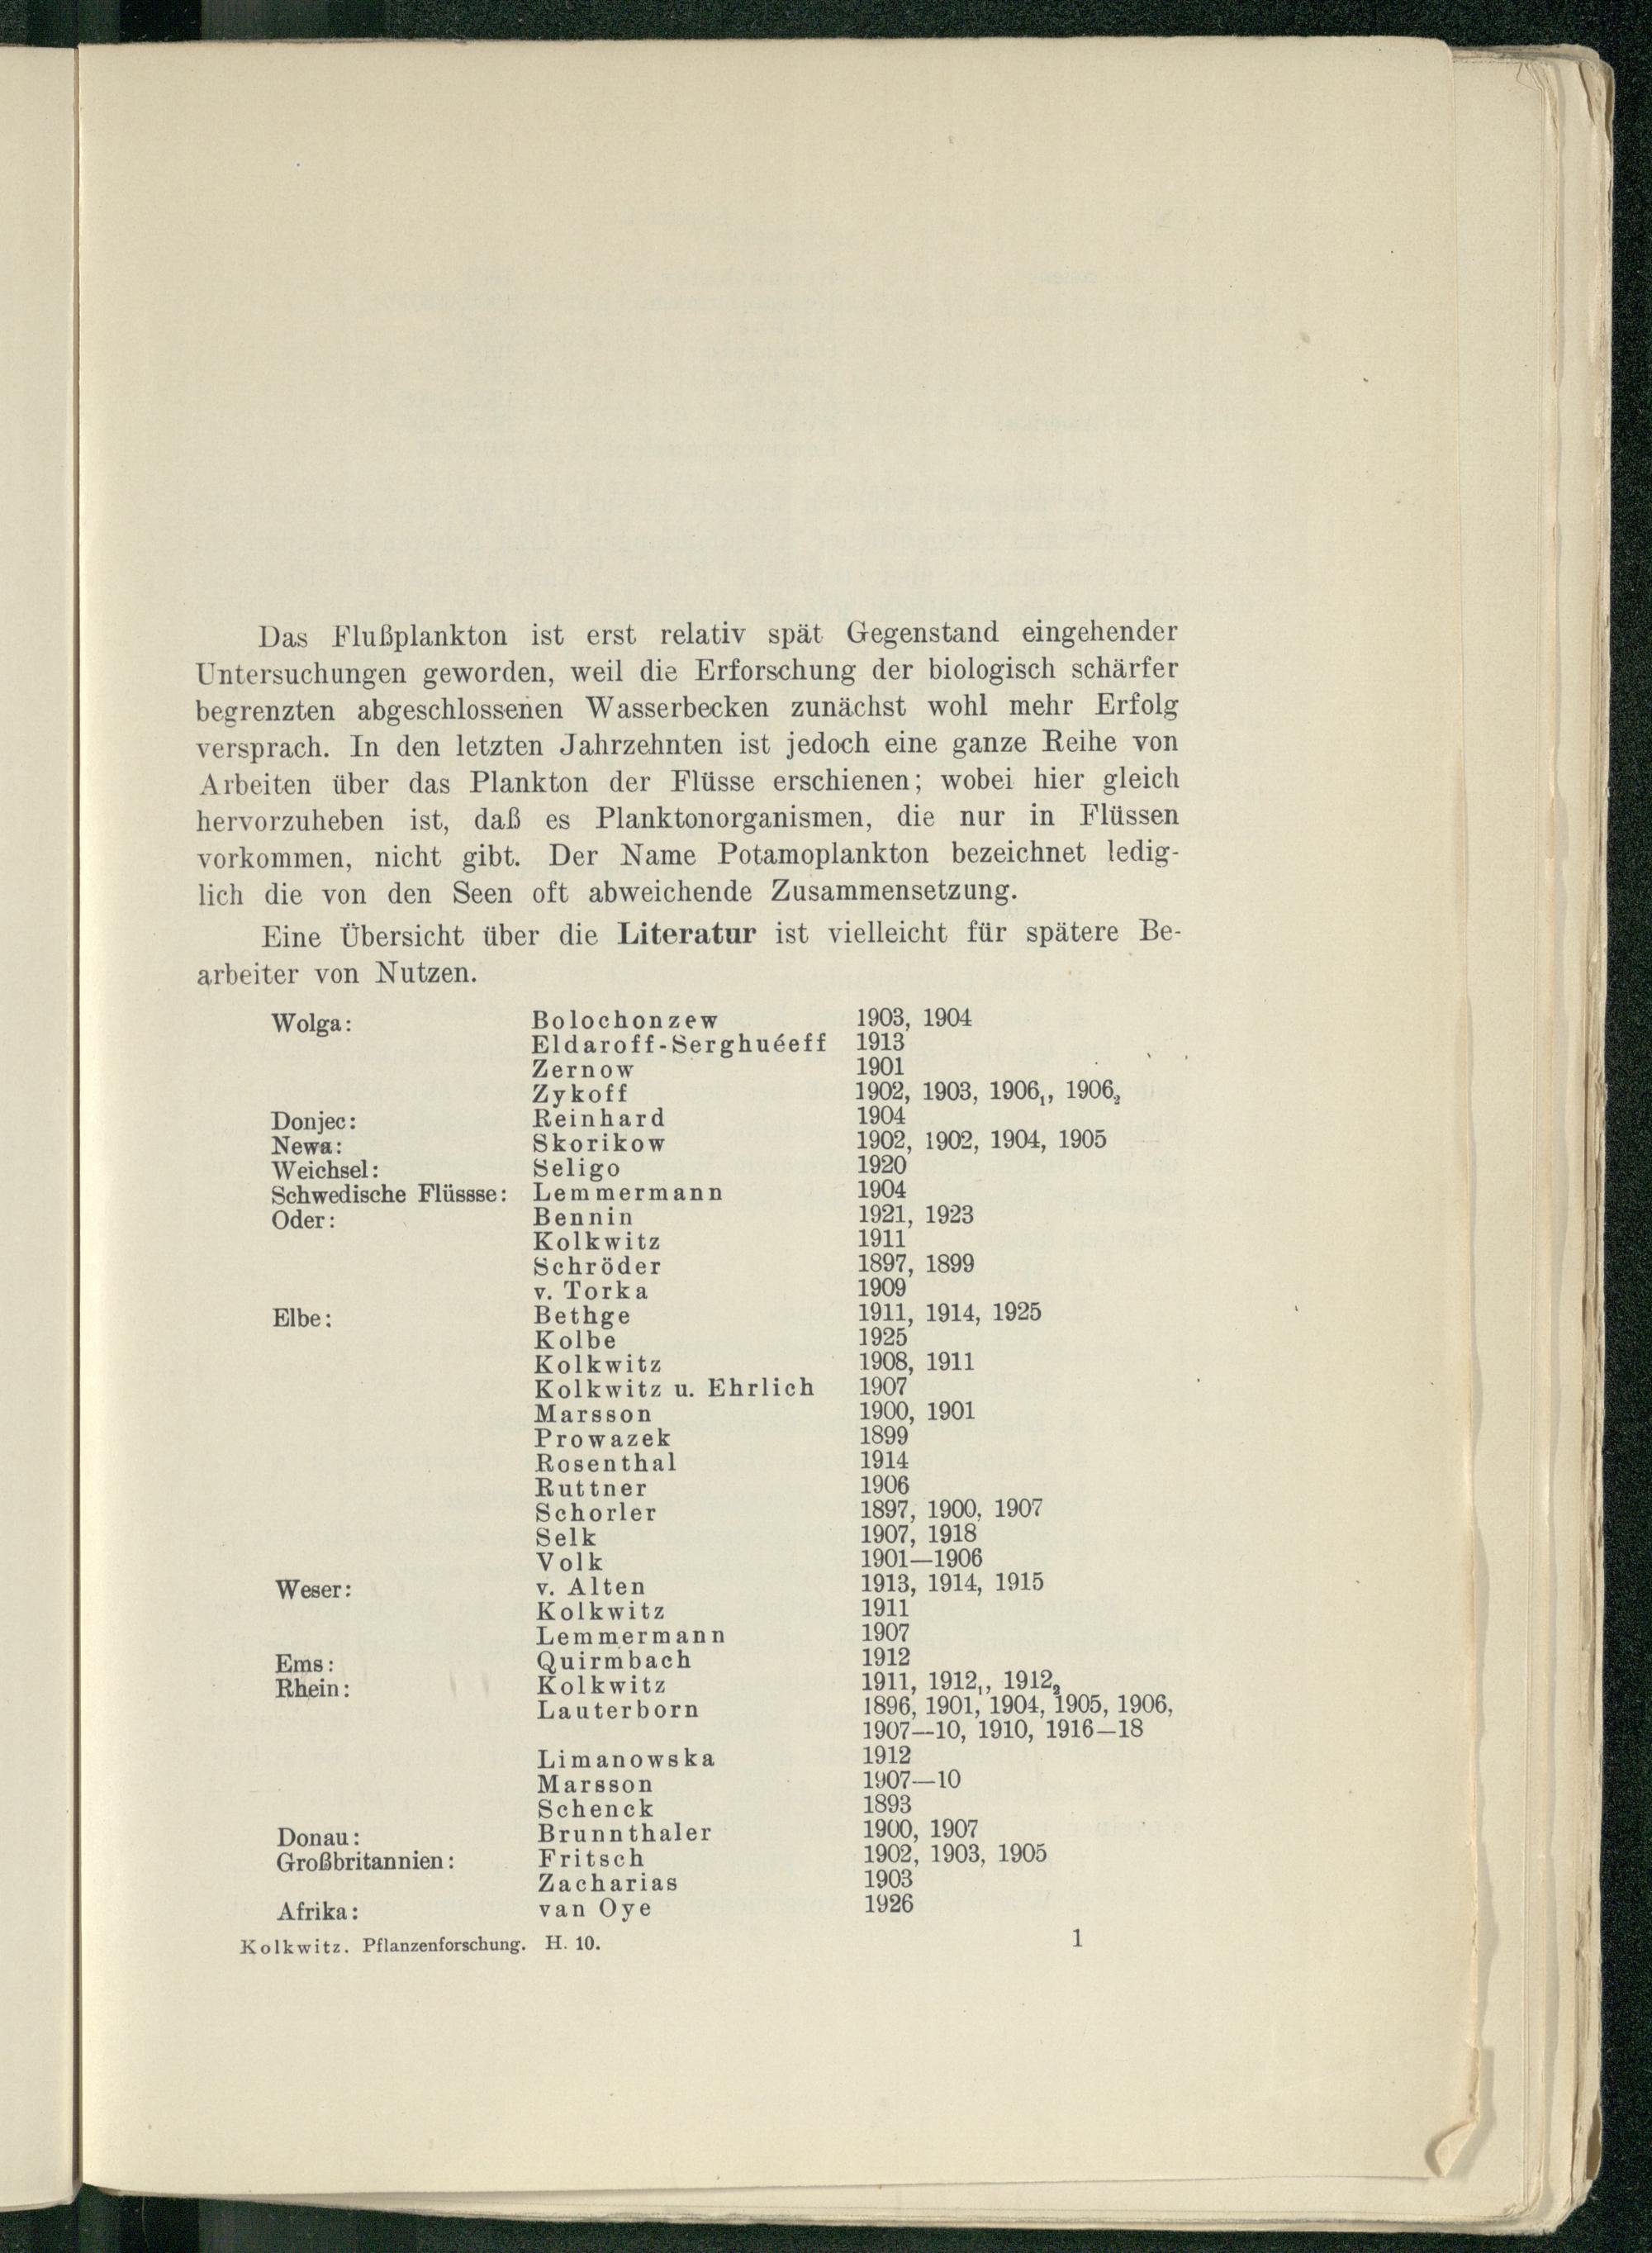 Das Flußplankton ist erst relativ spät Gegenstand eingehender
Untersuchungen geworden, weil die Erforschung der biologisch schärfer
begrenzten abgeschlossenen Wasserbecken zunächst wohl mehr Erfolg
versprach. In den letzten Jahrzehnten ist jedoch eine ganze Reihe von
Arbeiten über das Plankton der Flüsse erschienen; wobei hier gleich
hervorzuheben ist, daß es Planktonorganismen, die nur in Flüssen
vorkommen, nicht gibt. Der Name Potamoplankton bezeichnet ledig-
lich die von den Seen oft abweichende Zusammensetzung.
Eine Übersicht über die Literatur ist vielleicht für spätere Be-
arbeiter von Nutzen.
Wolga: Bolochonzew 1903, 1904
Eldaroff-Serghuéeff 1913
Zernow 1901
Zykoff 1902, 1903, 1906₁, 1906₂
Donjec: Reinhard 1904
Newa: Skorikow 1902, 1902, 1904, 1905
Weichsel: Seligo 1920
Schwedische Flüssse: Lemmermann 1904
Oder: Bennin 1921, 1923
Kolkwitz 1911
Schröder 1897, 1899
v. Torka 1909
Elbe: Bethge 1911, 1914, 1925
Kolbe 1925
Kolkwitz 1908, 1911
Kolkwitz u. Ehrlich 1907
Marsson 1900, 1901
Prowazek 1899
Rosenthal 1914
Ruttner 1906
Schorler 1897, 1900, 1907
Selk 1907, 1918
Volk 1901—1906
Weser: v. Alten 1913, 1914, 1915
Kolkwitz 1911
Lemmermann 1907
Ems: Quirmbach 1912
Rhein: Kolkwitz 1911, 1912₁, 1912₂
Lauterborn 1896, 1901, 1904, 1905, 1906,
1907—10, 1910, 1916—18
Limanowska 1912
Marsson 1907—10
Schenck 1893
Donau: Brunnthaler 1900, 1907
Großbritannien: Fritsch 1902, 1903, 1905
Zacharias 1903
Afrika: van Oye 1926
Kolkwitz. Pflanzenforschung. H. 10. 1